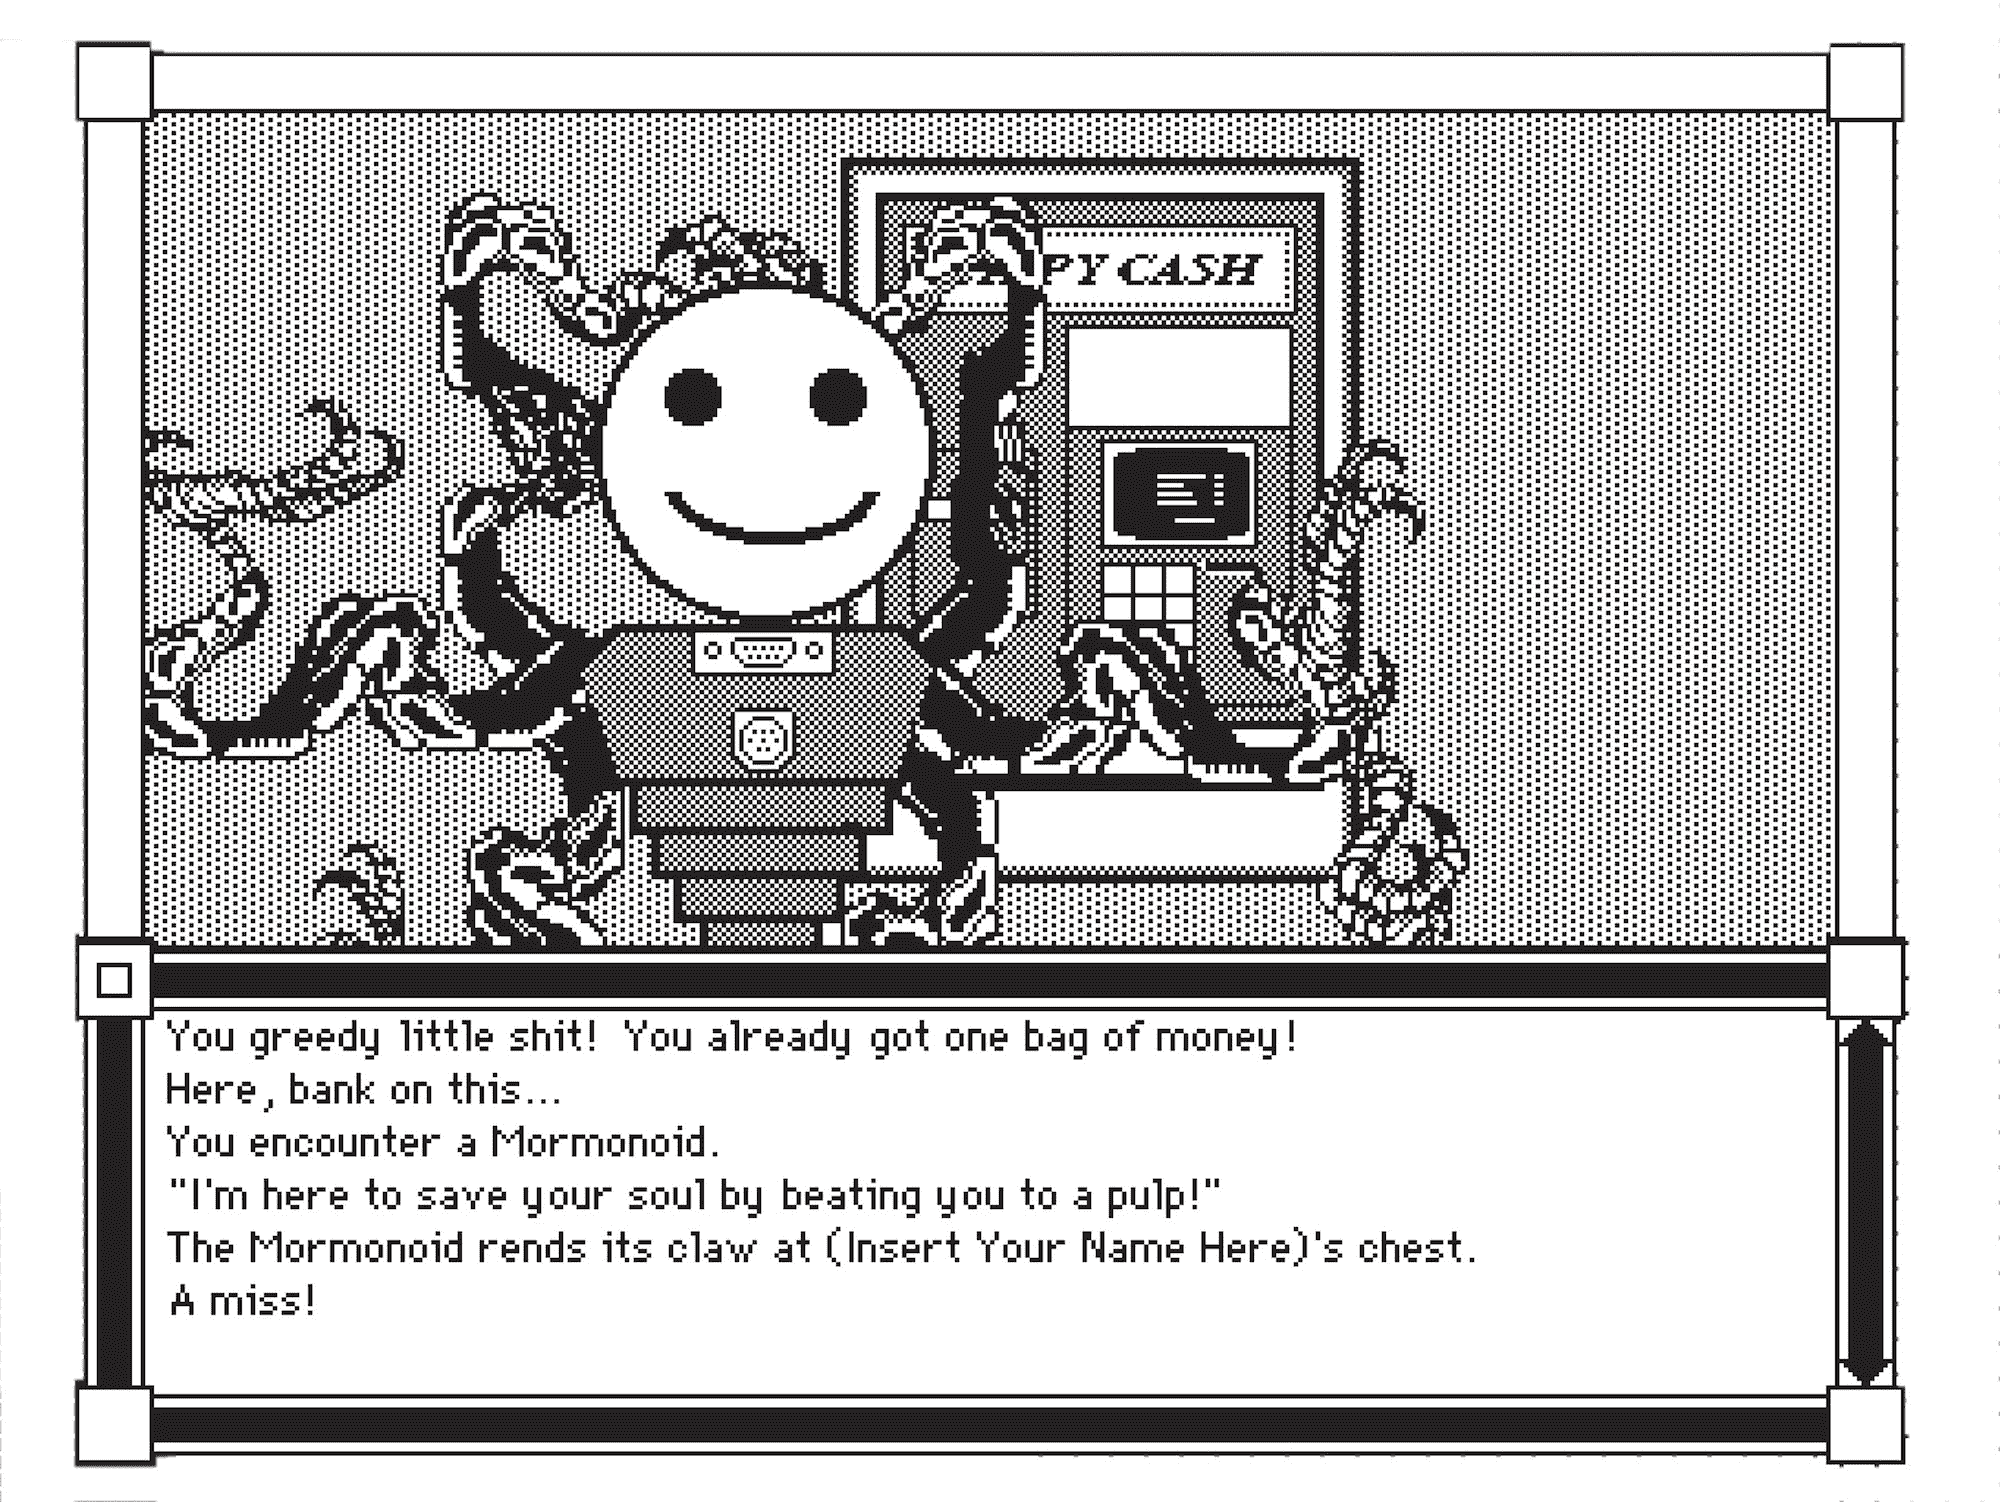 PY CASH
You greedy little shit! You already got one bag of money!
Here, bank on this...
You encounter a Mormonoid.
"I'm here to save your soul by beating you to a pulp!"
The Mormonoid rends its claw at (Insert Your Name Here)'s chest.
A miss!